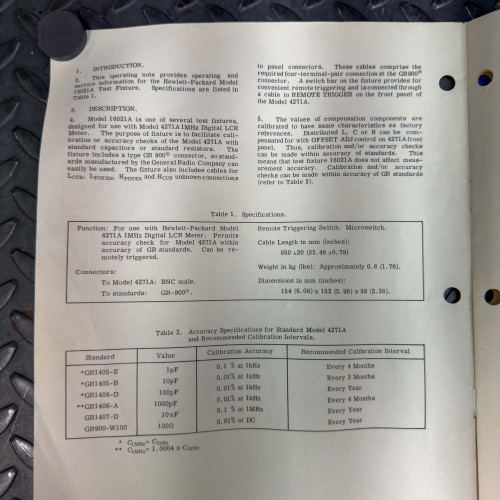 1. INTRODUCTION.
2. This operating note provides operating and
service information for the Hewlett-Packard Model
16021A Test Fixture. Specifications are listed in
Table 1.
3. DESCRIPTION.
4. Model 16021A is one of several test fixtures,
designed for use with Model 4271A 1MHz Digital LCR
Meter. The purpose of fixture is to facilitate cali-
bration or accuracy checks of the Model 4271A with
standard capacitors or standard resistors. The
fixture includes a type GR 900® connector, so stand-
ards manufactured by the General Radio Company can
easily be used. The fixture also includes cables for
LCUR, LPOTEN, HPOTEN and HCUR unknown connections
to panel connectors. These cables comprise the
required four-terminal-pair connection at the GR900®
connector. A switch bar on the fixture provides for
convenient remote triggering and is connected through
a cable to REMOTE TRIGGER on the front panel of
the Model 4271A.
5. The values of compensation components are
calibrated to have same characteristics as factory
references. Distributed L, C or R can be com-
pensated for with OFFSET ADJ control on 4271A front
panel. Thus, calibration and/or accuracy checks
can be made within accuracy of standards. This
means that test fixture 16021A does not affect meas-
urement accuracy. Calibration and/or accuracy
checks can be made within accuracy of GR standards
(refer to Table 2).
Table 1. Specifications.
Function: For use with Hewlett-Packard Model
4271A 1MHz Digital LCR Meter. Permits
accuracy check for Model 4271A within
accuracy of GR standards. Can be re-
motely triggered.
Connectors:
To Model 4271A: BNC male.
To standards: GR-900®.
Remote Triggering Switch: Microswitch.
Cable Length in mm (inches):
850 ±20 (33.46 ±0.79)
Weight in kg (lbs): Approximately 0.8 (1.76).
Dimensions in mm (inches):
154 (6.06) x 152 (5.98) x 58 (2.28).
Table 2. Accuracy Specifications for Standard Model 4271A
and Recommended Calibration Intervals.
Standard Value Calibration Accuracy Recommended Calibration Interval
*GR1405-E 1pF 0.1 % at 1kHz Every 4 Months
*GR1405-B 10pF 0.01% at 1kHz Every 3 Months
*GR1406-D 100pF 0.01% at 1kHz Every Year
**GR1406-A 1000pF 0.01% at 1kHz Every 4 Months
GR1407-D 10nF 0.1 % at 1MHz Every Year
GR900-W100 100Ω 0.01% at DC Every Year
* C1MHz= C1kHz
** C1MHz= 1.0004 x C1kHz